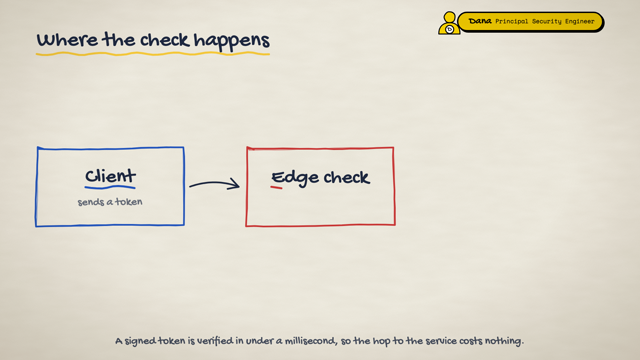 Where the check happens
Dana Principal Security Engineer
Client
sends a token
Edge check
A signed token is verified in under a millisecond, so the hop to the service costs nothing.